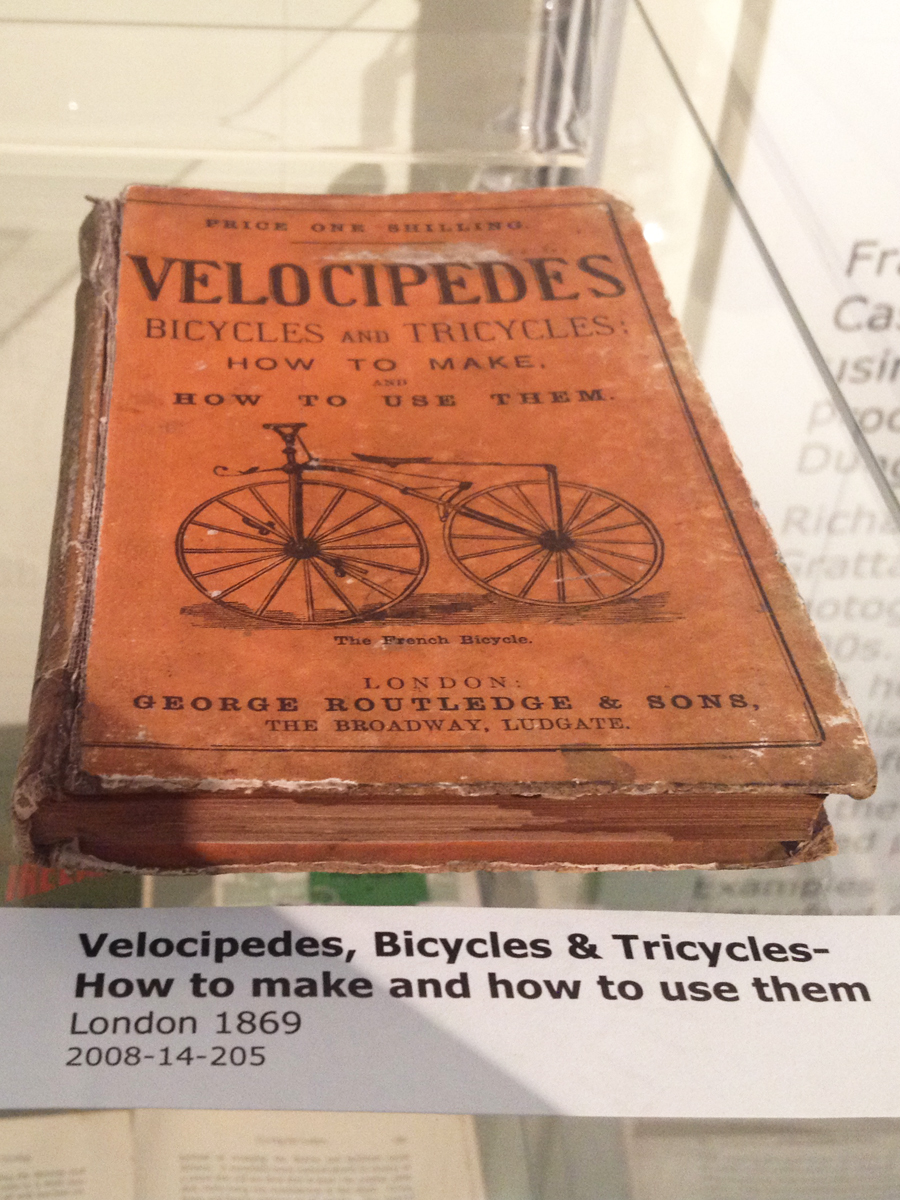 PRICE ONE SHILLING.
VELOCIPEDES
BICYCLES AND TRICYCLES:
HOW TO MAKE,
AND
HOW TO USE THEM.
The French Bicycle.
LONDON:
GEORGE ROUTLEDGE & SONS,
THE BROADWAY, LUDGATE.
Velocipedes, Bicycles & Tricycles-
How to make and how to use them
London 1869
2008-14-205
Examples